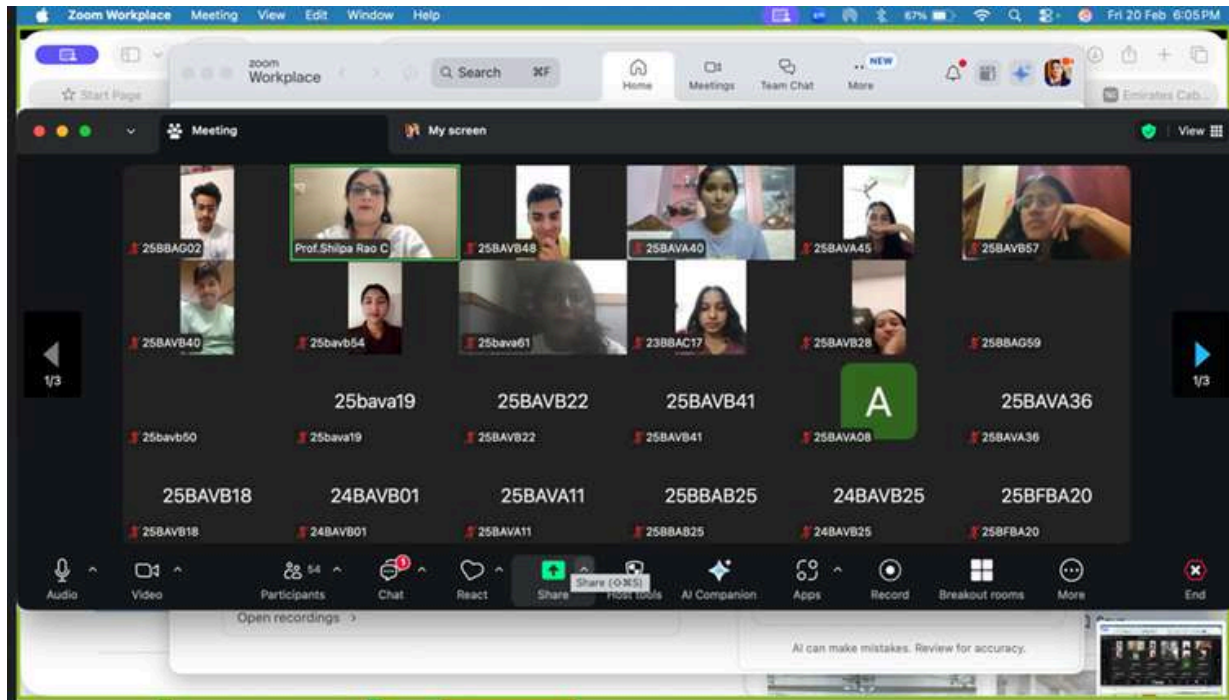 Zoom Workplace Meeting View Edit Window Help 67% Fri 20 Feb 6:05 PM
zoom
Workplace
Search ⌘F
Home
Meetings
Team Chat
More
NEW
Start Page
Emirates Cab...
Meeting
My screen
View
25BBAG02
Prof.Shilpa Rao C
25BAVB48
25BAVA40
25BAVA45
25BAVB57
25BAVB40
25bavb54
25bava61
23BBAC17
25BAVB28
25BBAG59
1/3
1/3
25bava19
25BAVB22
25BAVB41
A
25BAVA36
25bavb50
25bava19
25BAVB22
25BAVB41
25BAVA08
25BAVA36
25BAVB18
24BAVB01
25BAVA11
25BBAB25
24BAVB25
25BFBA20
25BAVB18
24BAVB01
25BAVA11
25BBAB25
24BAVB25
25BFBA20
54
1
Share (⇧⌘S)
Audio
Video
Participants
Chat
React
Share
Host tools
AI Companion
Apps
Record
Breakout rooms
More
End
Open recordings >
AI can make mistakes. Review for accuracy.